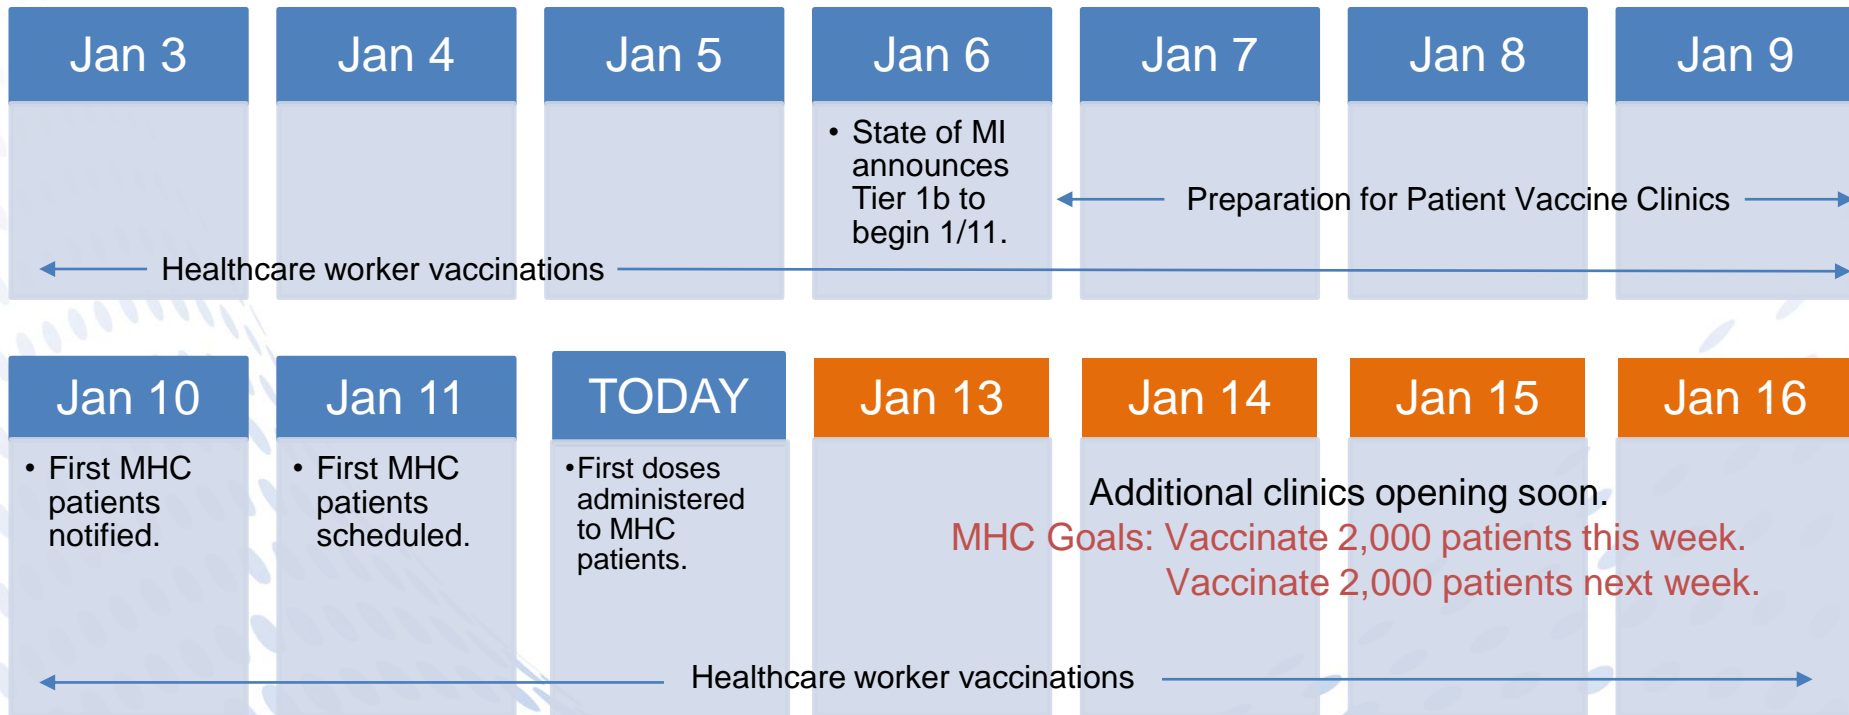 Jan 3
Jan 4
Jan 5
Jan 6
Jan 7
Jan 8
Jan 9
• State of MI
announces
Tier 1b to
begin 1/11.
Preparation for Patient Vaccine Clinics
Healthcare worker vaccinations
Jan 10
Jan 11
TODAY
Jan 13
Jan 14
Jan 15
Jan 16
• First MHC
patients
notified.
• First MHC
patients
scheduled.
•First doses
administered
to MHC
patients.
Additional clinics opening soon.
MHC Goals: Vaccinate 2,000 patients this week.
Vaccinate 2,000 patients next week.
Healthcare worker vaccinations